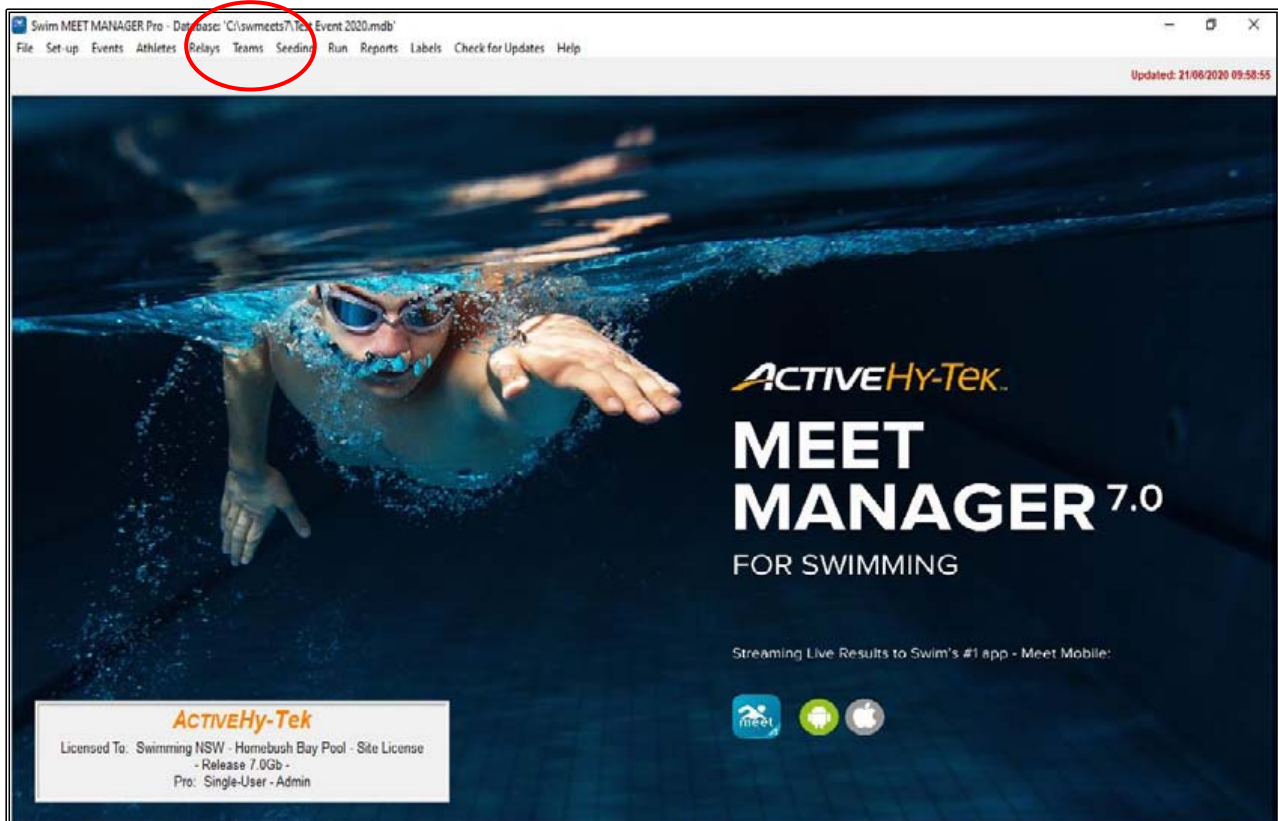 Swim MEET MANAGER Pro - Database: 'C:\swmeets7\Test Event 2020.mdb'
File Set-up Events Athletes Relays Teams Seeding Run Reports Labels Check for Updates Help
Updated: 21/06/2020 09:58:55
ACTIVEHY-TEK
MEET
MANAGER 7.0
FOR SWIMMING
Streaming Live Results to Swim's #1 app - Meet Mobile:
meet
ACTIVEHy-Tek
Licensed To: Swimming NSW - Homebush Bay Pool - Site License
- Release 7.0Gb -
Pro: Single-User - Admin